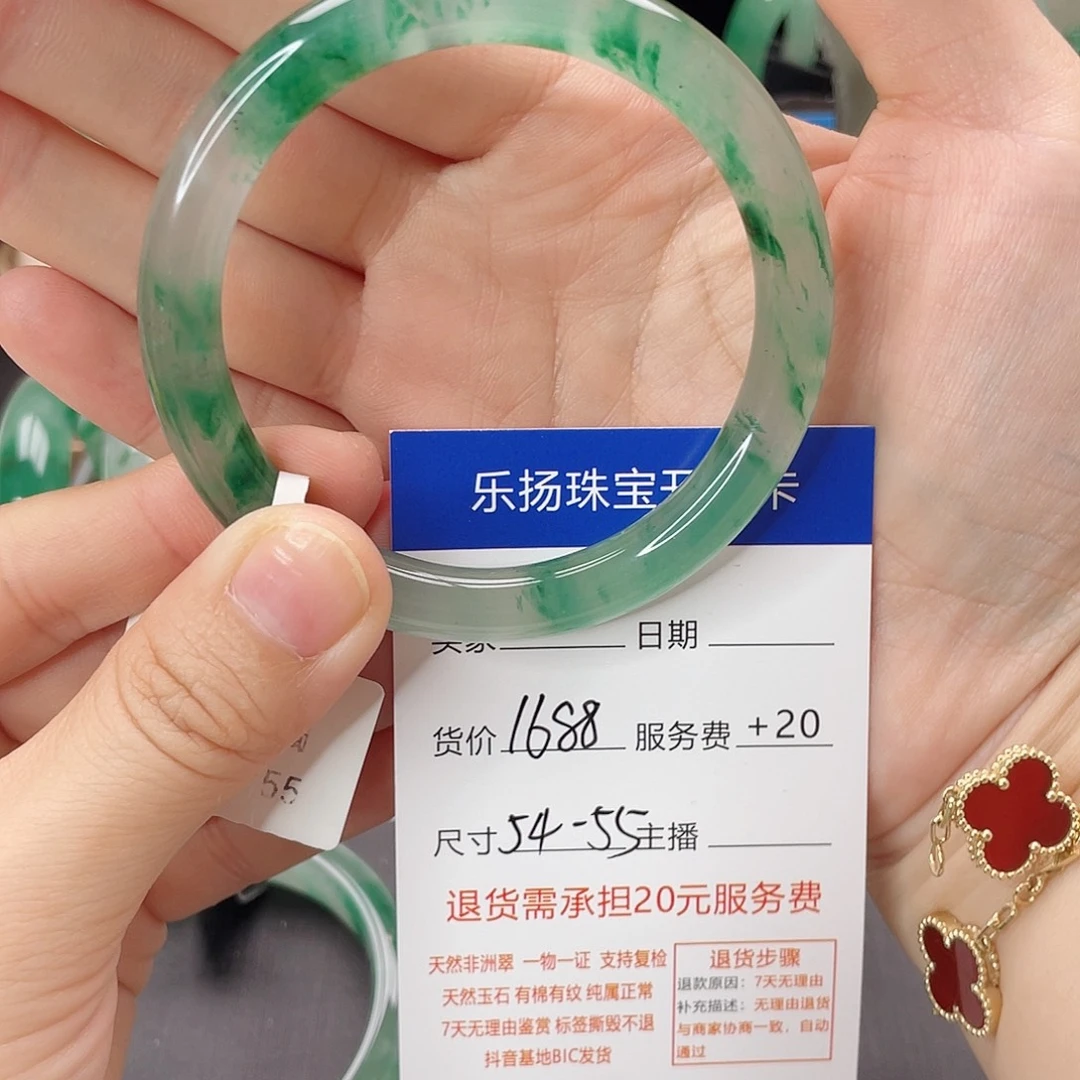 乐扬珠宝开 卡
买家 日期
货价 1688 服务费 +20
尺寸 54-55 主播
55
退货需承担20元服务费
天然非洲翠 一物一证 支持复检
天然玉石 有棉有纹 纯属正常
7天无理由鉴赏 标签撕毁不退
抖音基地BIC发货
退货步骤
退款原因：7天无理由
补充描述：无理由退货
与商家协商一致，自动
通过